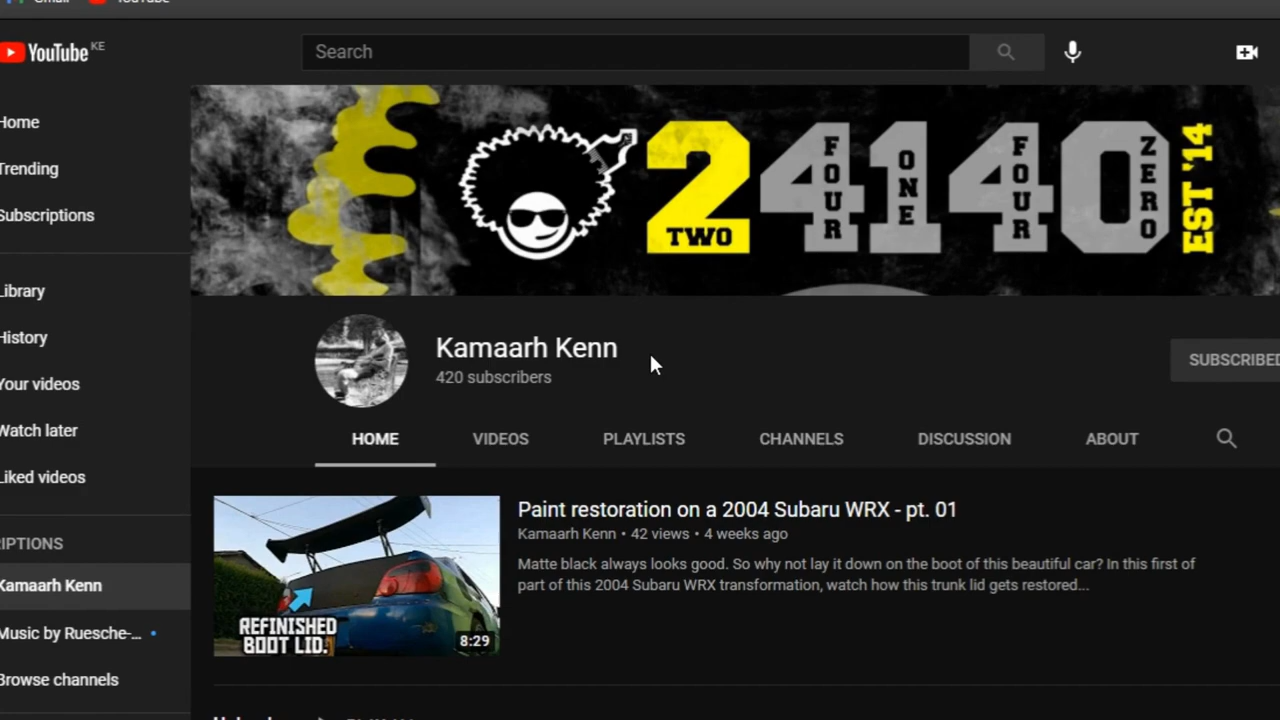 Gmail
YouTube
YouTube KE
Search
Home
Trending
Subscriptions
Library
History
Your videos
Watch later
Liked videos
RIPTIONS
Kamaarh Kenn
Music by Ruesche-...
Browse channels
2 4 1 4 0
TWO FOUR ONE FOUR ZERO
EST '14
Kamaarh Kenn
420 subscribers
SUBSCRIBED
HOME VIDEOS PLAYLISTS CHANNELS DISCUSSION ABOUT
REFINISHED
BOOT LID.
8:29
Paint restoration on a 2004 Subaru WRX - pt. 01
Kamaarh Kenn • 42 views • 4 weeks ago
Matte black always looks good. So why not lay it down on the boot of this beautiful car? In this first of
part of this 2004 Subaru WRX transformation, watch how this trunk lid gets restored...